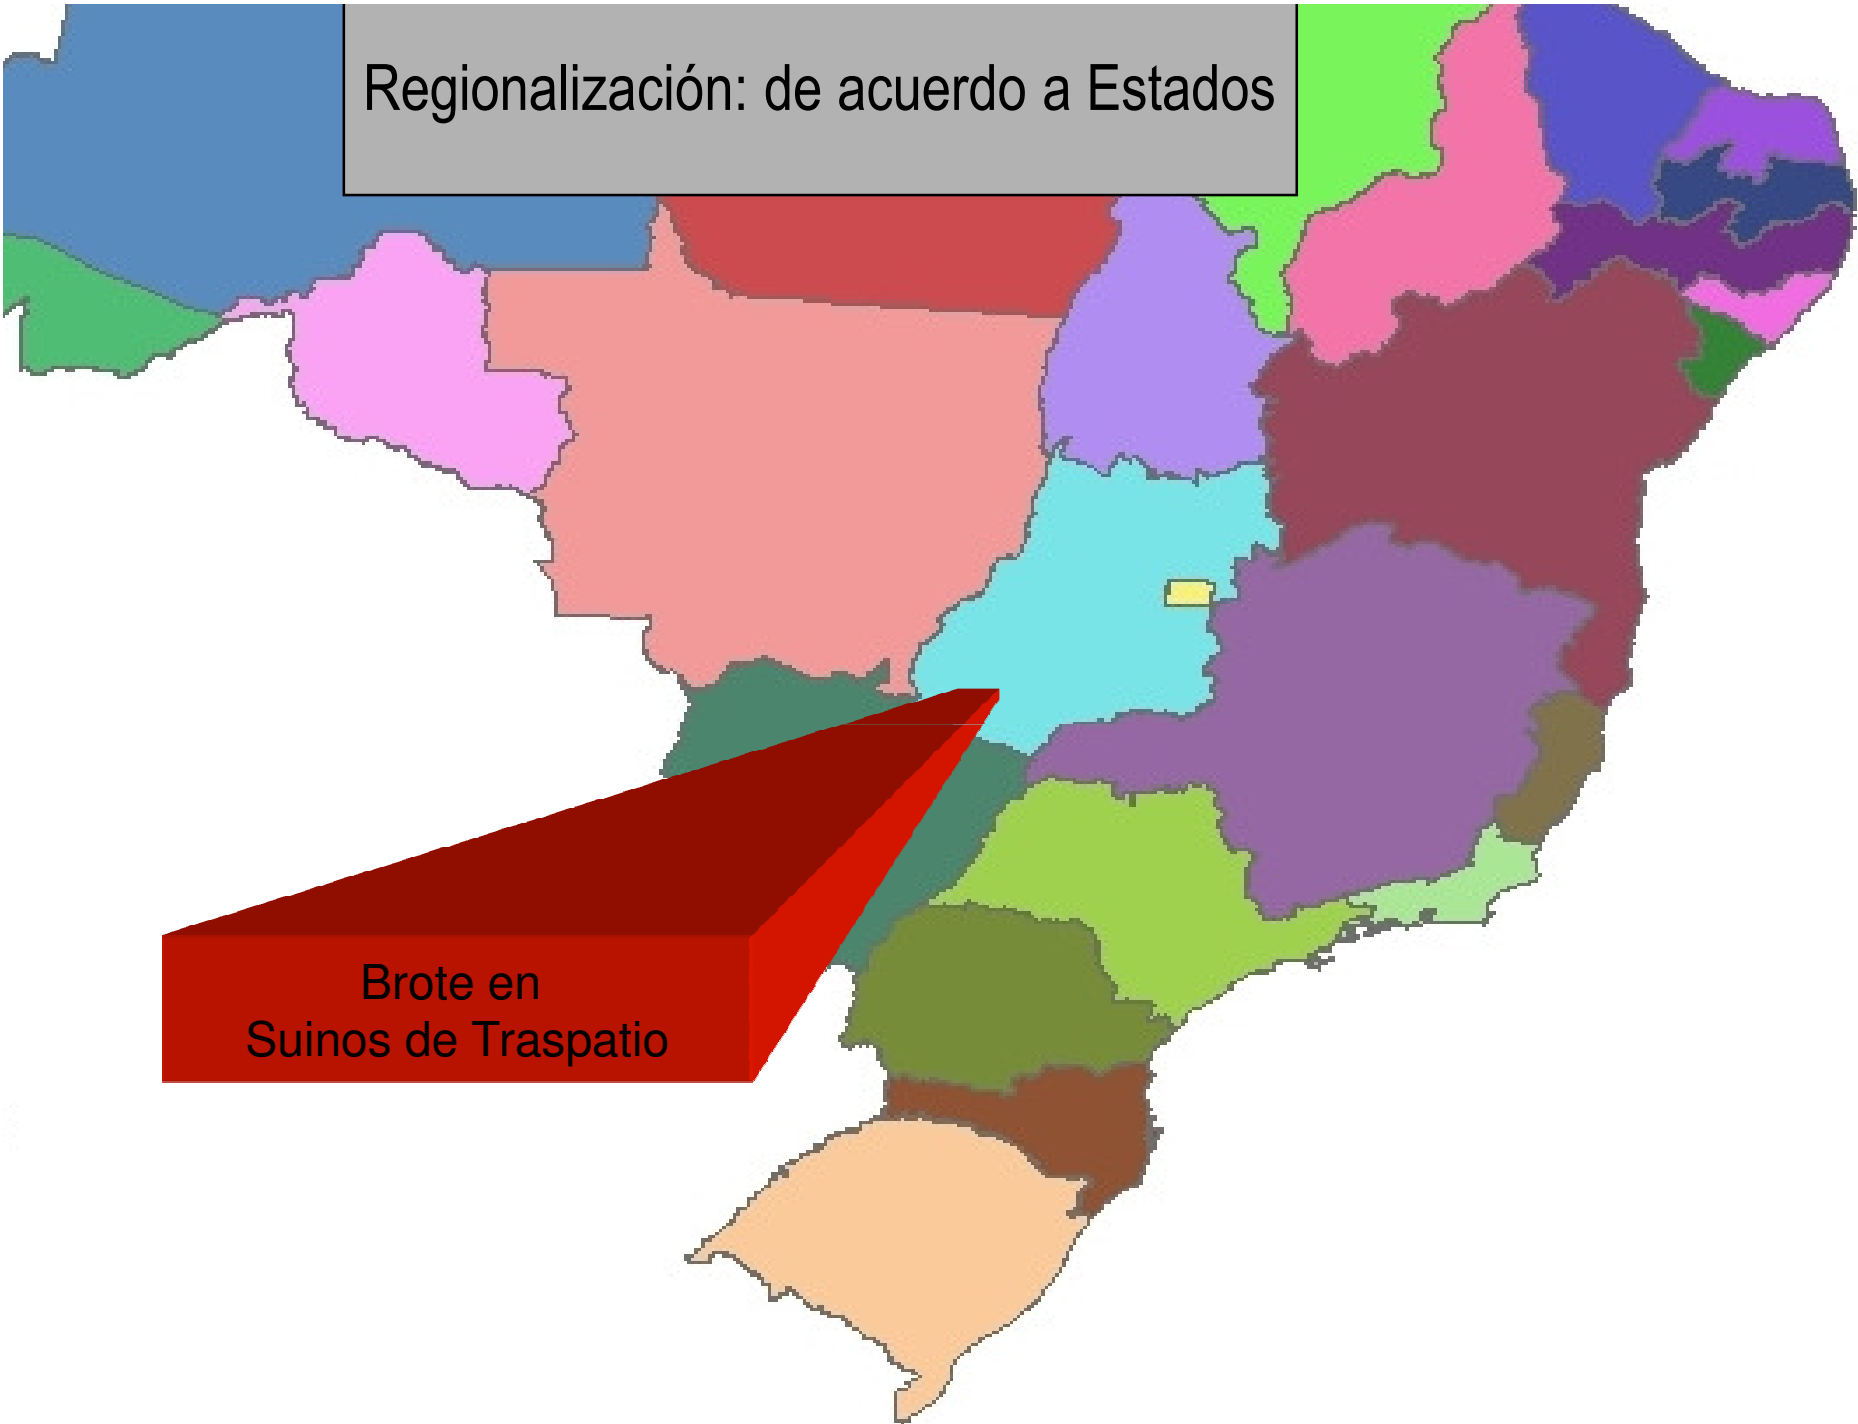 Regionalización: de acuerdo a Estados
Brote en
Suinos de Traspatio